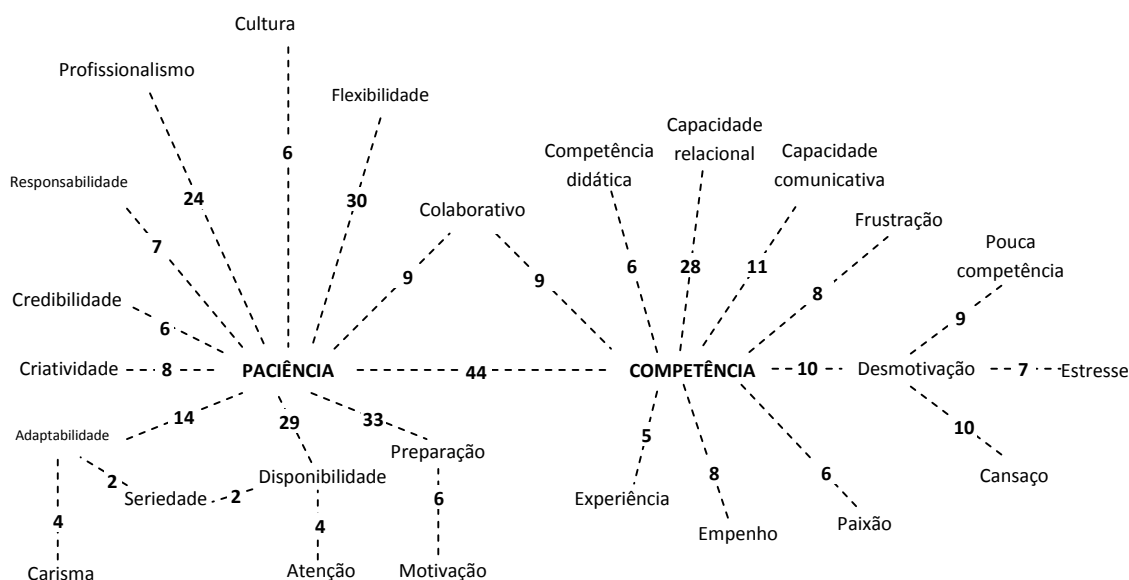 Cultura
Profissionalismo
Flexibilidade
Capacidade
relacional
Competência
didática
Capacidade
comunicativa
6
Responsabilidade
24
30
Colaborativo
Frustração
Pouca
competência
7
9
9
6
28
11
8
Credibilidade
6
9
Criatividade
8
PACIÊNCIA
44
COMPETÊNCIA
10
Desmotivação
7
Estresse
14
29
33
10
Adaptabilidade
Preparação
2
Seriedade
2
Disponibilidade
6
5
8
6
Cansaço
Experiência
4
4
Empenho
Paixão
Carisma
Atenção
Motivação